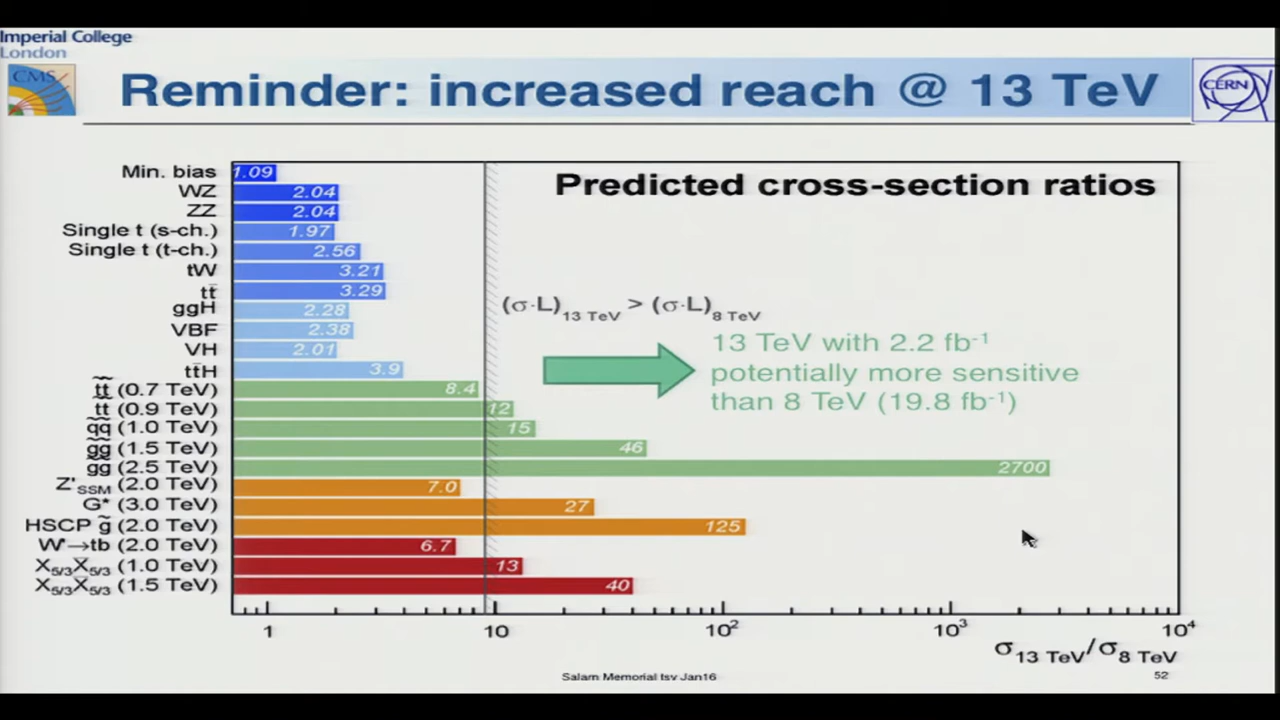 Imperial College
London
CMS
Reminder: increased reach @ 13 TeV
CERN
Predicted cross-section ratios
Min. bias 1.09
WZ 2.04
ZZ 2.04
Single t (s-ch.) 1.97
Single t (t-ch.) 2.56
tW 3.21
tt̄ 3.29
ggH 2.28
VBF 2.38
VH 2.01
tt̄H 3.9
t̃t̃ (0.7 TeV) 8.4
t̃t̃ (0.9 TeV) 12
q̃q̃ (1.0 TeV) 15
g̃g̃ (1.5 TeV) 46
g̃g̃ (2.5 TeV) 2700
Z'SSM (2.0 TeV) 7.0
G* (3.0 TeV) 27
HSCP g̃ (2.0 TeV) 125
W'→tb (2.0 TeV) 6.7
X5/3X̄5/3 (1.0 TeV) 13
X5/3X̄5/3 (1.5 TeV) 40
(σ·L)13 TeV > (σ·L)8 TeV
13 TeV with 2.2 fb⁻¹
potentially more sensitive
than 8 TeV (19.8 fb⁻¹)
1 10 10² 10³ 10⁴
σ13 TeV/σ8 TeV
Salam Memorial tsv Jan16
52